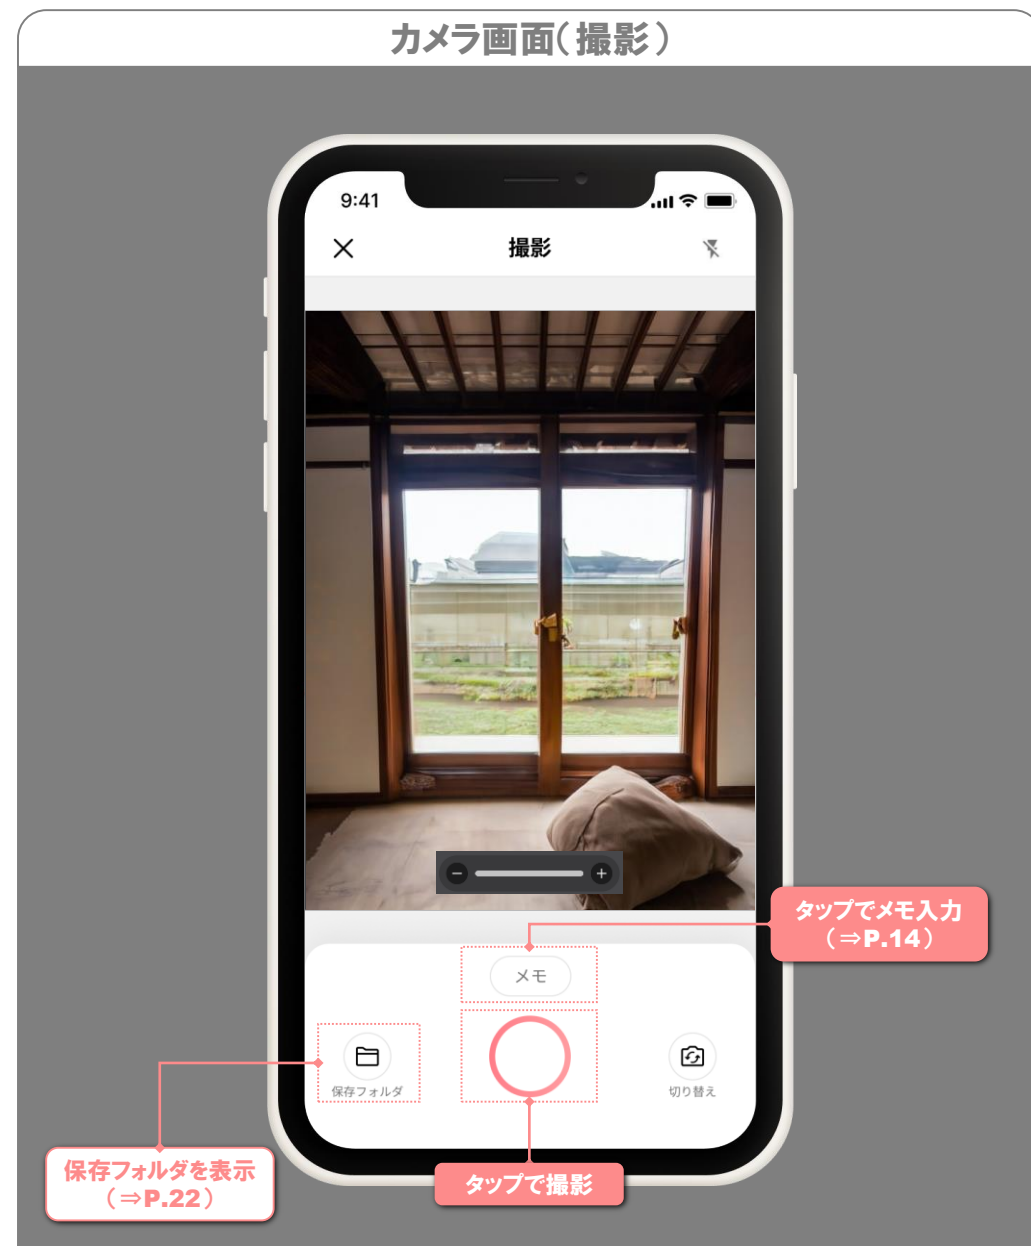 カメラ画面(撮影)
9:41
撮影
タップでメモ入力
(⇒P.14)
メモ
保存フォルダ
切り替え
保存フォルダを表示
(⇒P.22)
タップで撮影